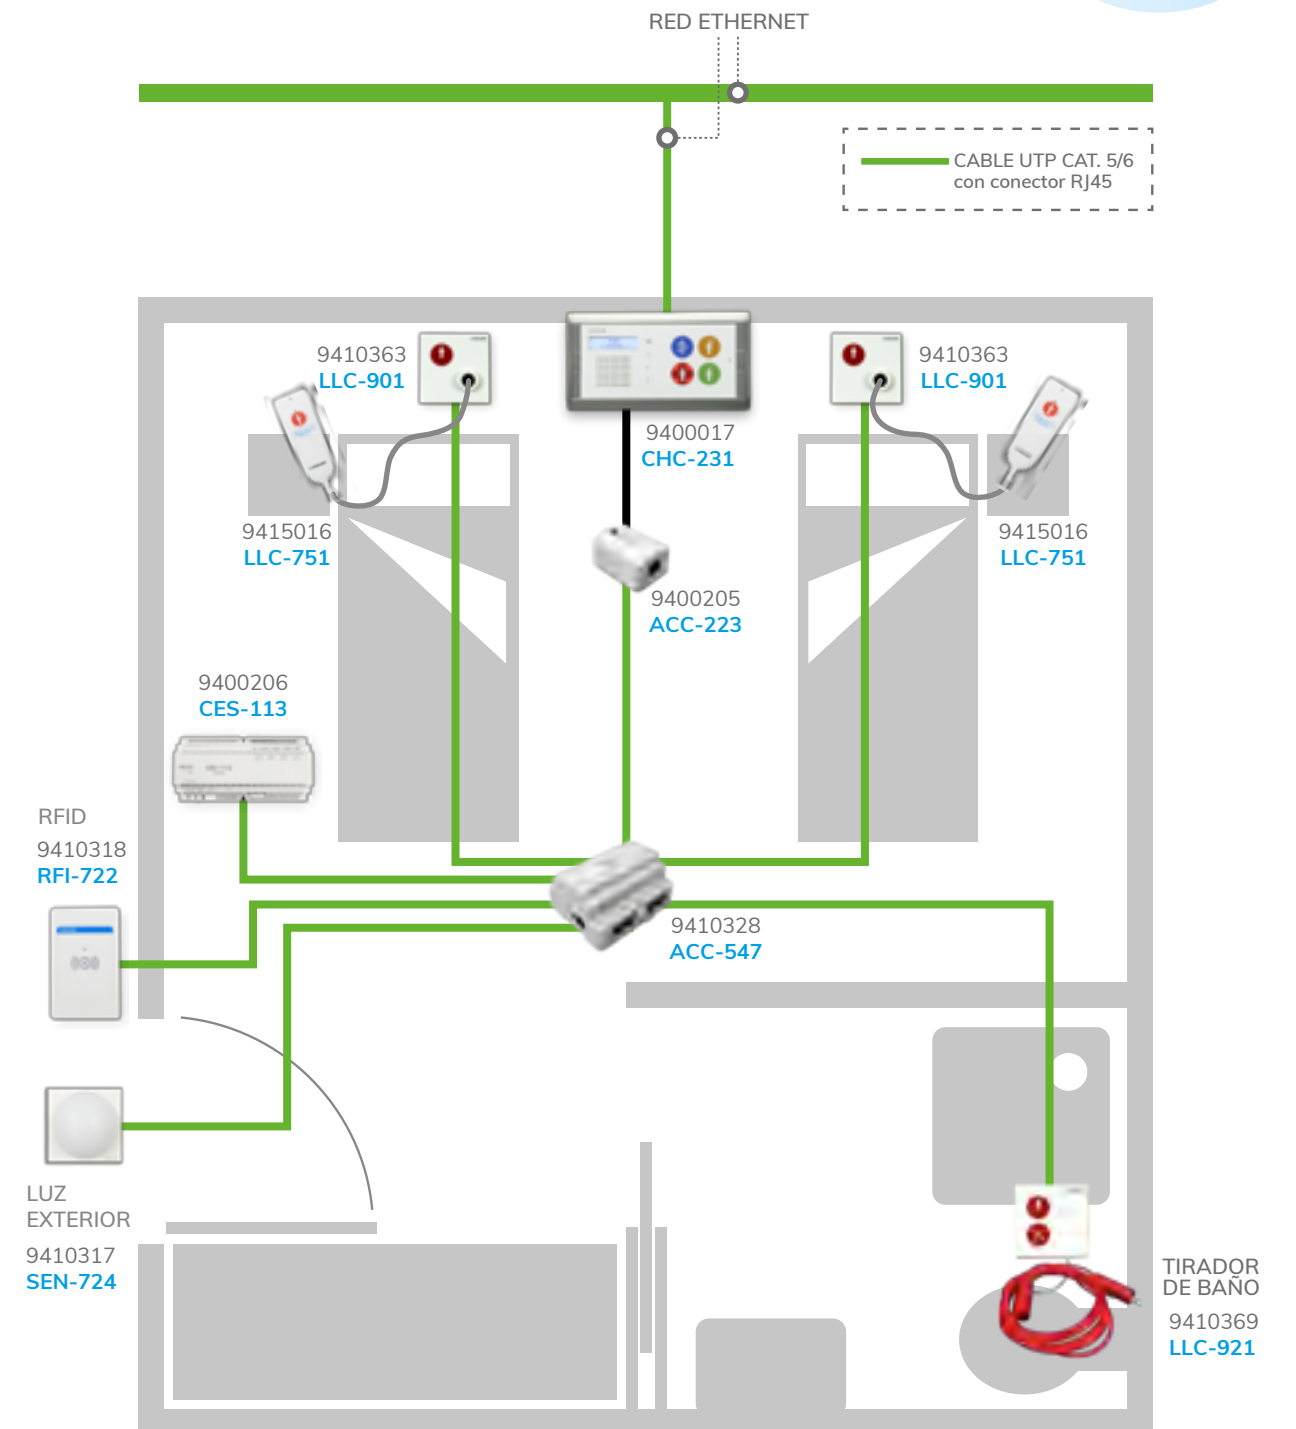 RED ETHERNET
CABLE UTP CAT. 5/6
con conector RJ45
9410363
LLC-901
9410363
LLC-901
9400017
CHC-231
9415016
LLC-751
9415016
LLC-751
9400205
ACC-223
9400206
CES-113
RFID
9410318
RFI-722
9410328
ACC-547
LUZ
EXTERIOR
9410317
SEN-724
TIRADOR
DE BAÑO
9410369
LLC-921